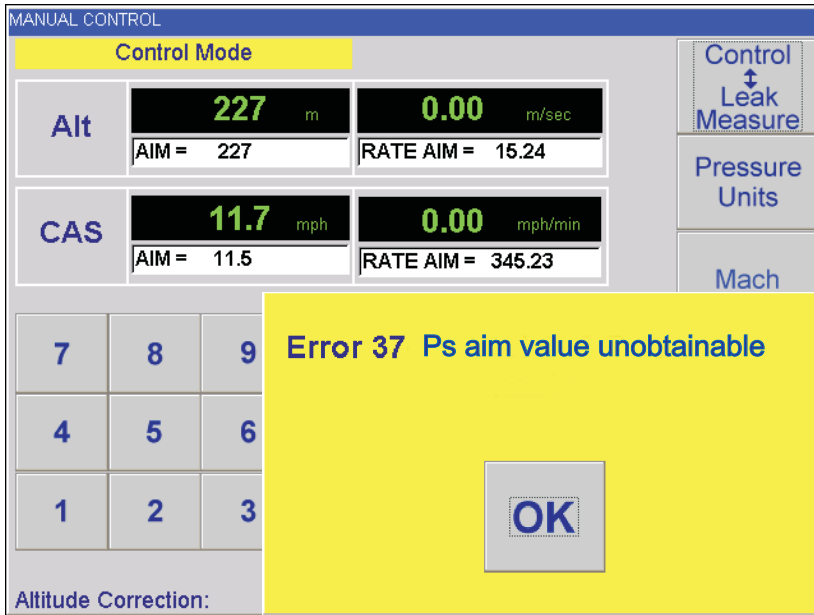 MANUAL CONTROL
Control Mode
Alt
227 m
0.00 m/sec
AIM = 227
RATE AIM = 15.24
CAS
11.7 mph
0.00 mph/min
AIM = 11.5
RATE AIM = 345.23
Control
↕
Leak
Measure
Pressure
Units
Mach
7 8 9
4 5 6
1 2 3
Error 37 Ps aim value unobtainable
OK
Altitude Correction: